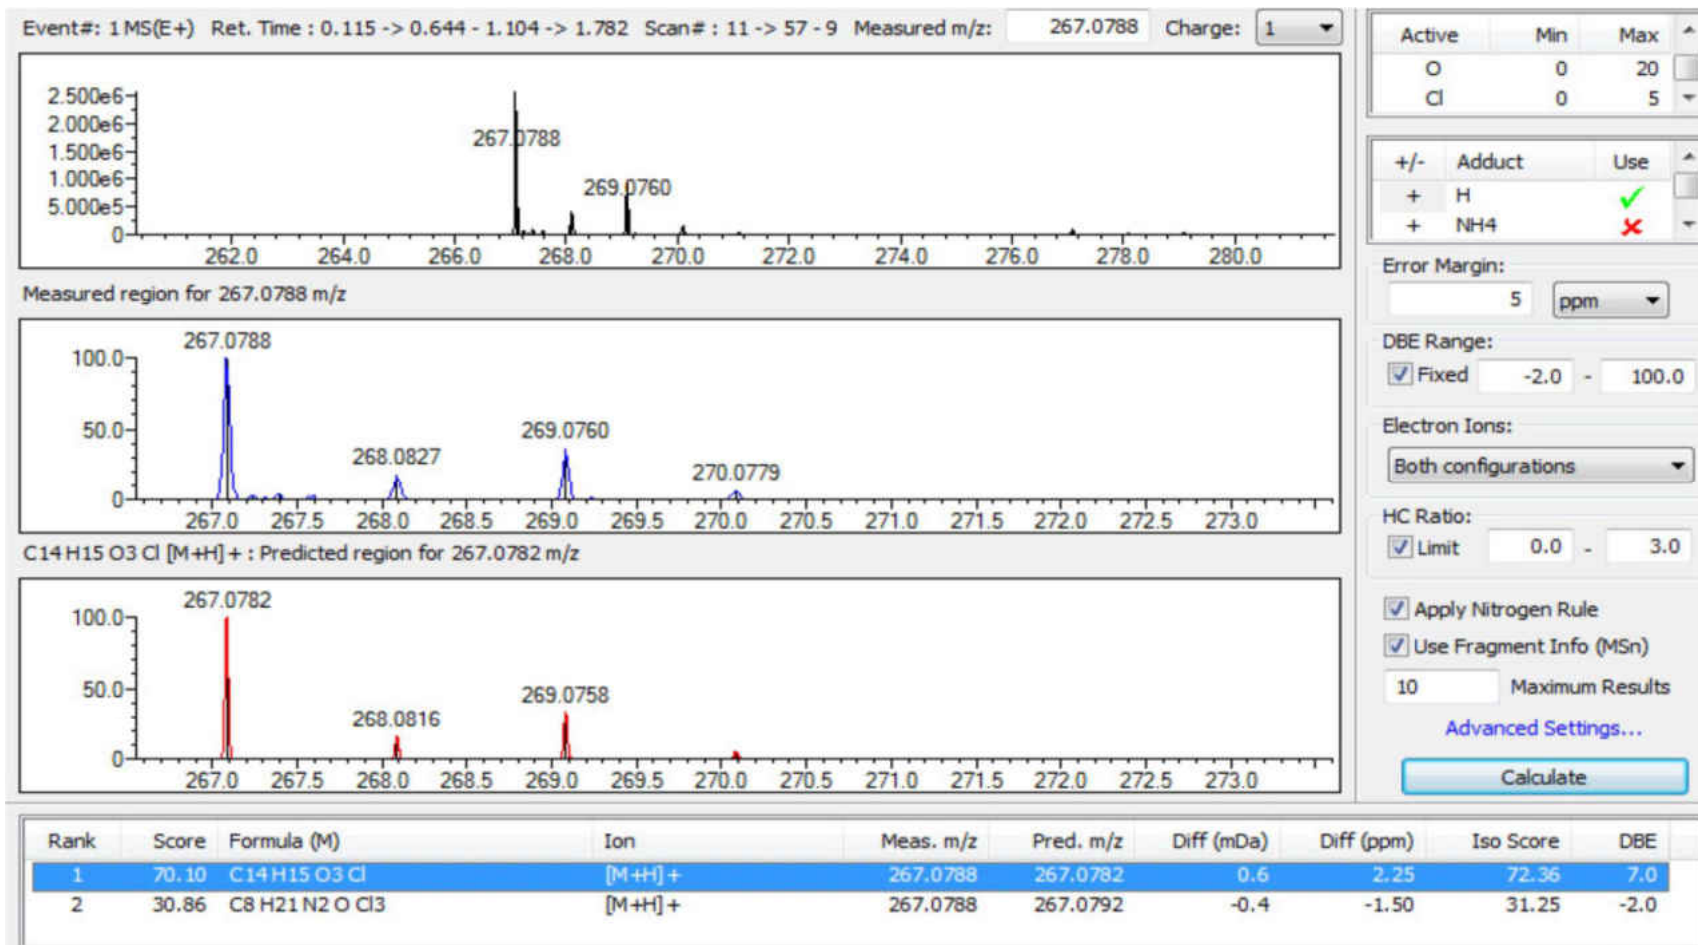 Event#: 1 MS(E+) Ret. Time : 0.115 -> 0.644 - 1.104 -> 1.782 Scan# : 11 -> 57 - 9 Measured m/z: 267.0788 Charge: 1
2.500e6
2.000e6
1.500e6
1.000e6
5.000e5
0
267.0788
269.0760
262.0 264.0 266.0 268.0 270.0 272.0 274.0 276.0 278.0 280.0
Measured region for 267.0788 m/z
100.0
50.0
0
267.0788
268.0827
269.0760
270.0779
267.0 267.5 268.0 268.5 269.0 269.5 270.0 270.5 271.0 271.5 272.0 272.5 273.0
C14 H15 O3 Cl [M+H]+ : Predicted region for 267.0782 m/z
100.0
50.0
0
267.0782
268.0816
269.0758
267.0 267.5 268.0 268.5 269.0 269.5 270.0 270.5 271.0 271.5 272.0 272.5 273.0
Active Min Max
O 0 20
Cl 0 5
+/- Adduct Use
+ H
+ NH4
Error Margin:
5 ppm
DBE Range:
Fixed -2.0 - 100.0
Electron Ions:
Both configurations
HC Ratio:
Limit 0.0 - 3.0
Apply Nitrogen Rule
Use Fragment Info (MSn)
10 Maximum Results
Advanced Settings...
Calculate
Rank Score Formula (M) Ion Meas. m/z Pred. m/z Diff (mDa) Diff (ppm) Iso Score DBE
1 70.10 C14 H15 O3 Cl [M+H]+ 267.0788 267.0782 0.6 2.25 72.36 7.0
2 30.86 C8 H21 N2 O Cl3 [M+H]+ 267.0788 267.0792 -0.4 -1.50 31.25 -2.0